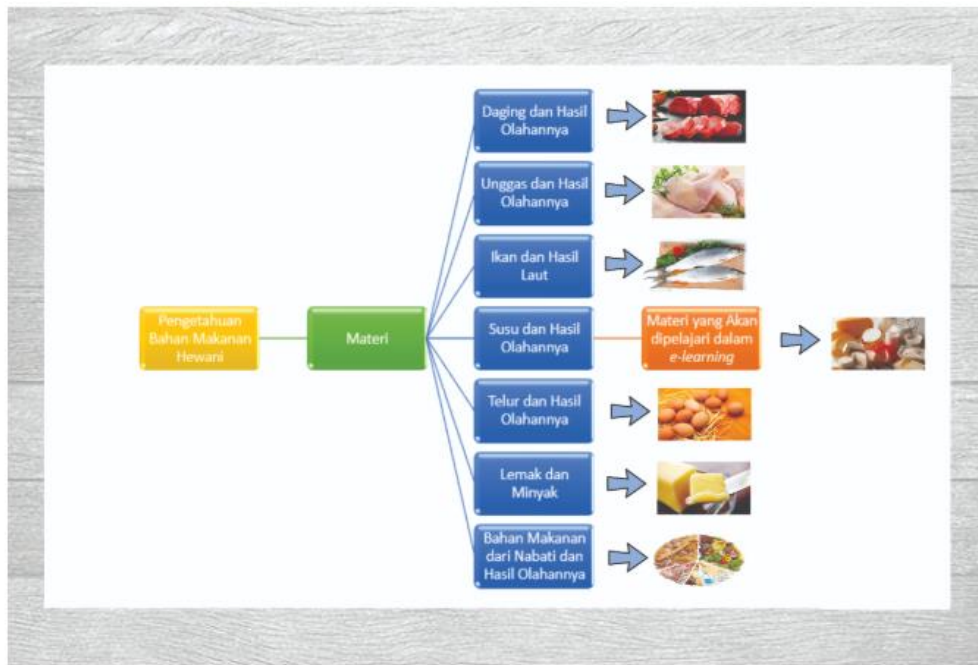 Pengetahuan
Bahan Makanan
Hewani
Materi
Daging dan Hasil
Olahannya
Unggas dan Hasil
Olahannya
Ikan dan Hasil
Laut
Susu dan Hasil
Olahannya
Materi yang Akan
dipelajari dalam
e-learning
Telur dan Hasil
Olahannya
Lemak dan
Minyak
Bahan Makanan
dari Nabati dan
Hasil Olahannya